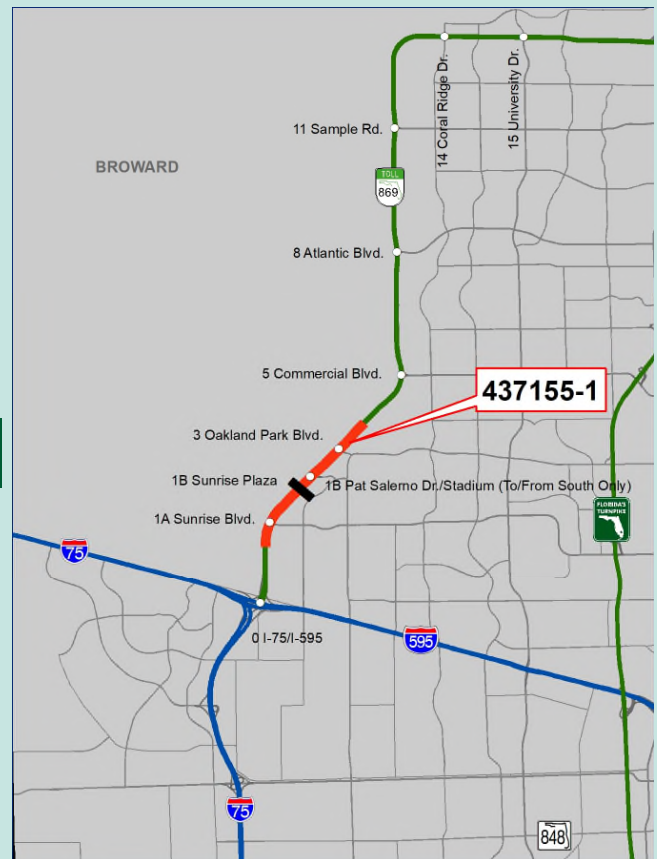 14 Coral Ridge Dr.
15 University Dr.
11 Sample Rd.
BROWARD
TOLL
869
8 Atlantic Blvd.
5 Commercial Blvd.
437155-1
3 Oakland Park Blvd.
1B Sunrise Plaza
1B Pat Salerno Dr./Stadium (To/From South Only)
1A Sunrise Blvd.
FLORIDA'S
TURNPIKE
75
0 I-75/I-595
595
75
848